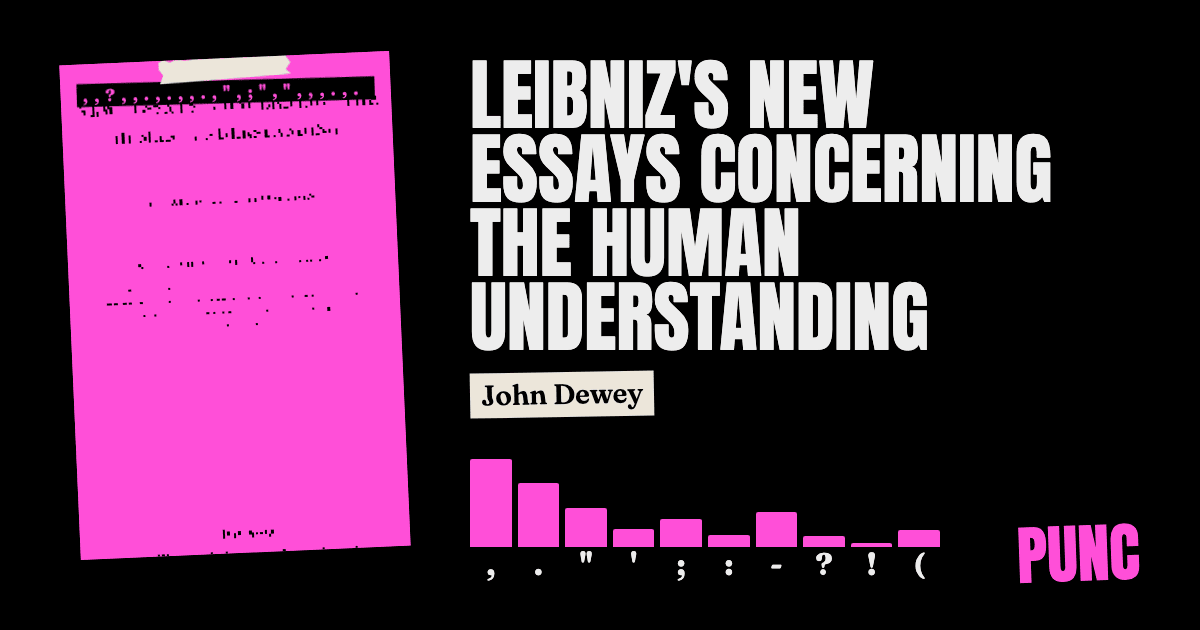 ,,?,,.,.,,.,";","",,,.,.
LEIBNIZ'S NEW
ESSAYS CONCERNING
THE HUMAN
UNDERSTANDING
John Dewey
, . " ' ; : - ? ! (
PUNC